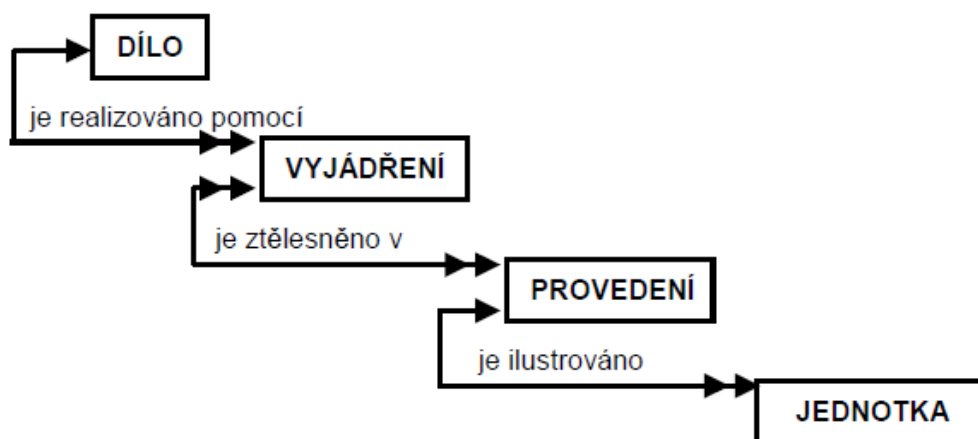 DÍLO
je realizováno pomocí
VYJÁDŘENÍ
je ztělesněno v
PROVEDENÍ
je ilustrováno
JEDNOTKA